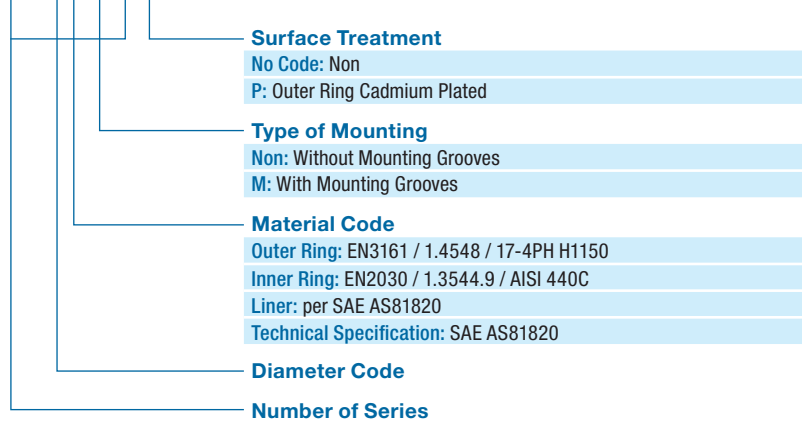 Surface Treatment
No Code: Non
P: Outer Ring Cadmium Plated
Type of Mounting
Non: Without Mounting Grooves
M: With Mounting Grooves
Material Code
Outer Ring: EN3161 / 1.4548 / 17-4PH H1150
Inner Ring: EN2030 / 1.3544.9 / AISI 440C
Liner: per SAE AS81820
Technical Specification: SAE AS81820
Diameter Code
Number of Series